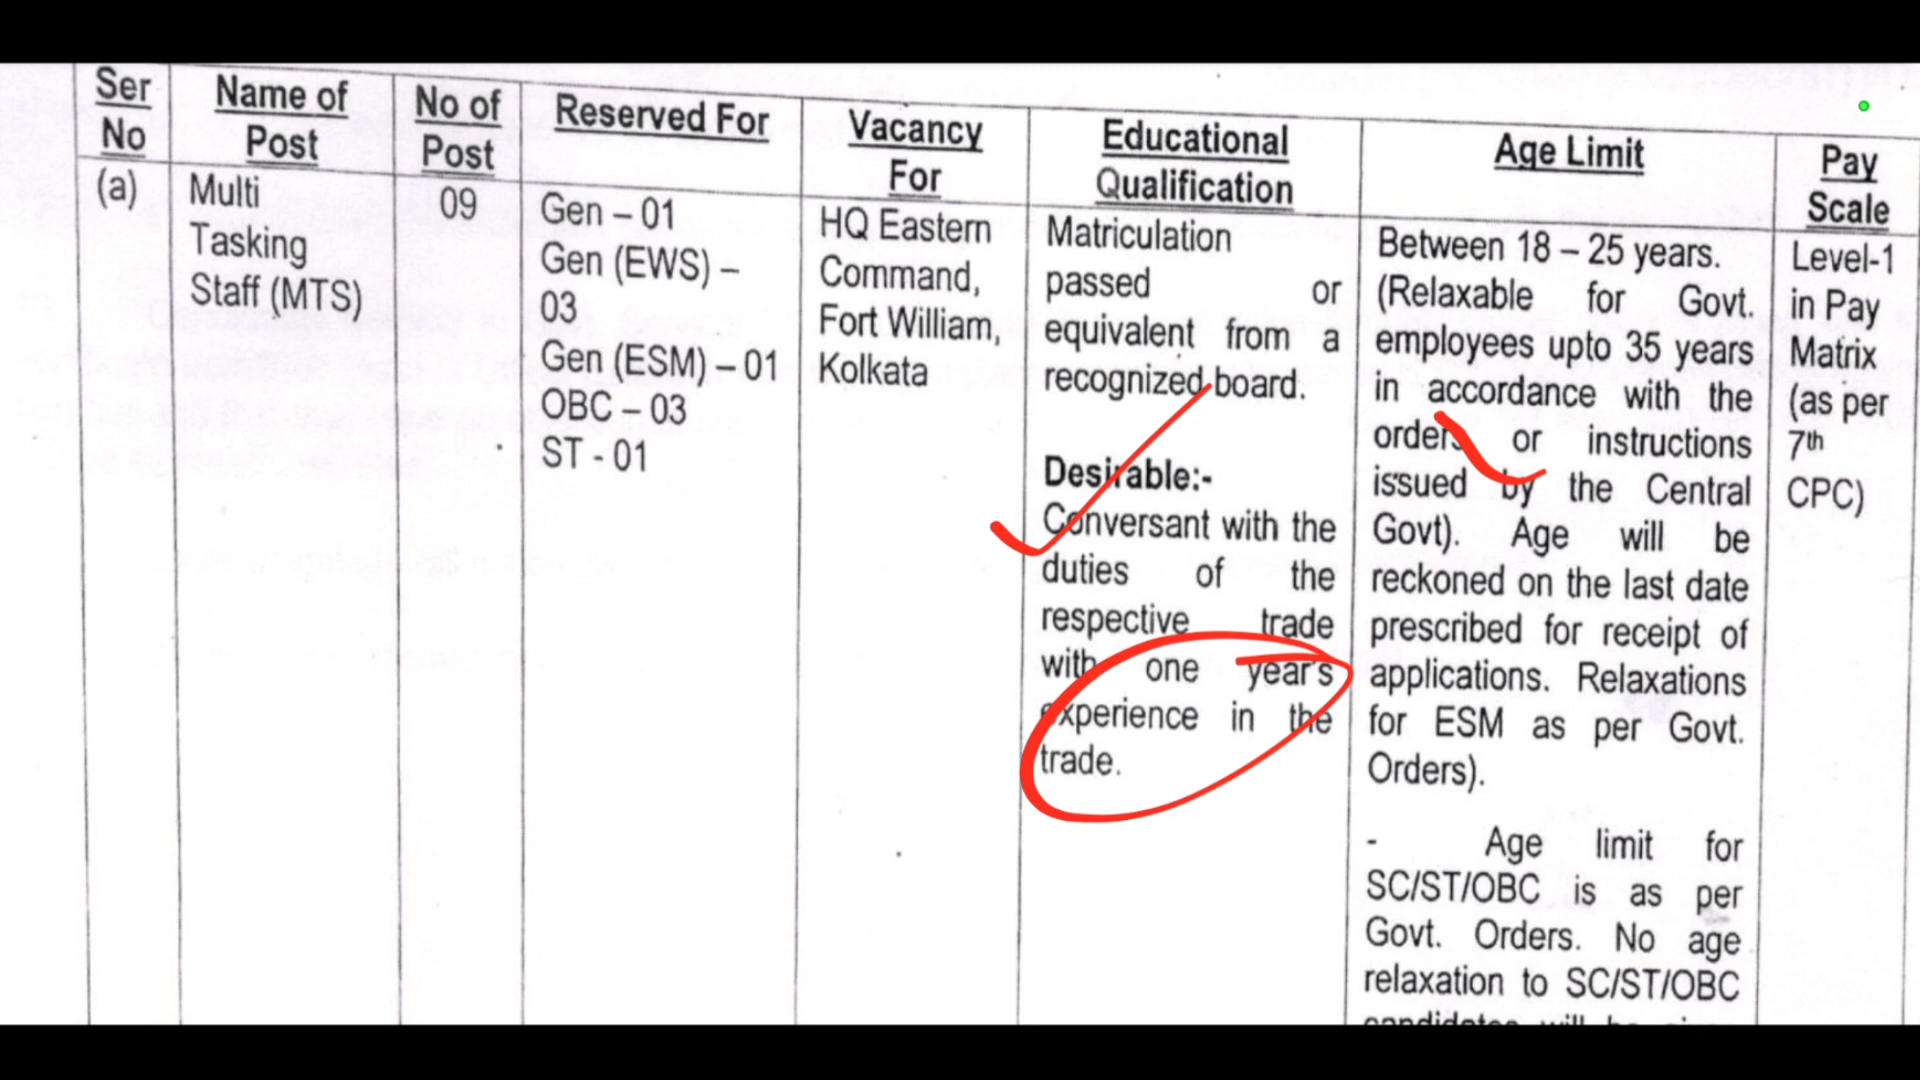 Ser No
Name of Post
No of Post
Reserved For
Vacancy For
Educational Qualification
Age Limit
Pay Scale
(a)
Multi
Tasking
Staff (MTS)
09
Gen – 01
Gen (EWS) –
03
Gen (ESM) – 01
OBC – 03
ST - 01
HQ Eastern
Command,
Fort William,
Kolkata
Matriculation
passed or
equivalent from a
recognized board.
Desirable:-
Conversant with the
duties of the
respective trade
with one year's
experience in the
trade.
Between 18 – 25 years.
(Relaxable for Govt.
employees upto 35 years
in accordance with the
orders or instructions
issued by the Central
Govt). Age will be
reckoned on the last date
prescribed for receipt of
applications. Relaxations
for ESM as per Govt.
Orders).
- Age limit for
SC/ST/OBC is as per
Govt. Orders. No age
relaxation to SC/ST/OBC
candidates will be
Level-1
in Pay
Matrix
(as per
7th
CPC)